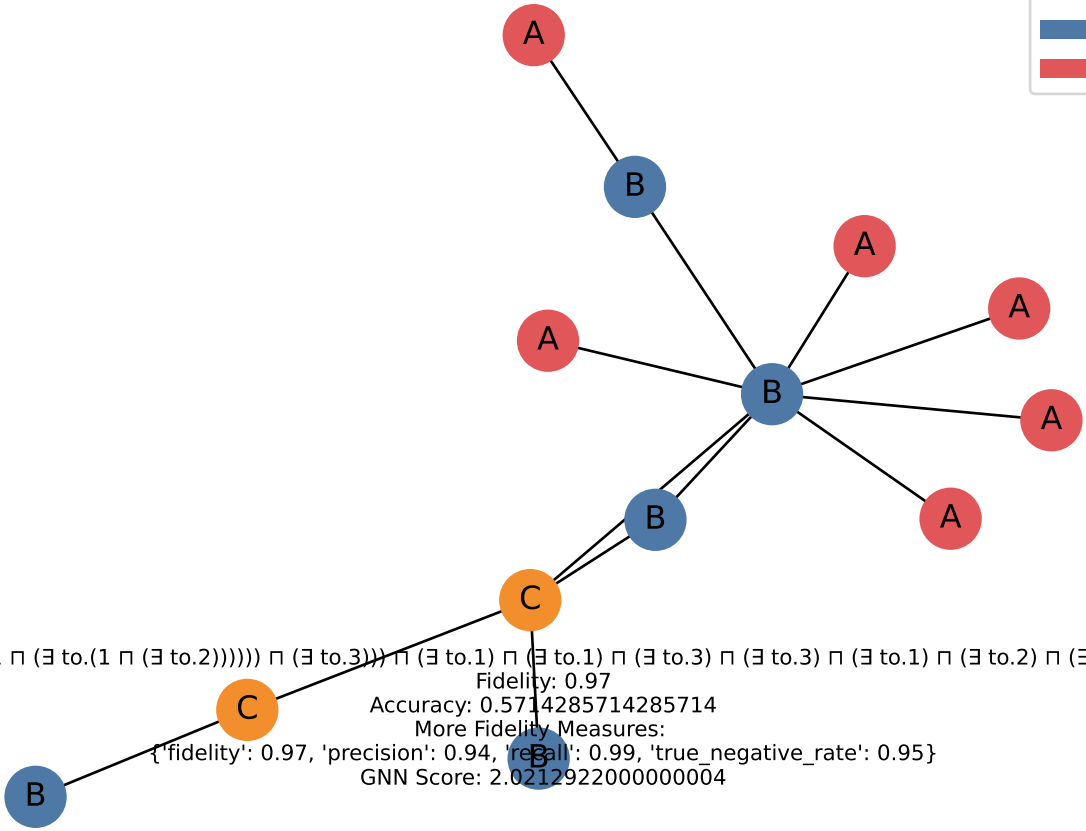 A
B
A
A
A
B
A
B
A
C
. ⊓ (∃ to.(1 ⊓ (∃ to.2)))))) ⊓ (∃ to.3))) ⊓ (∃ to.1) ⊓ (∃ to.1) ⊓ (∃ to.3) ⊓ (∃ to.3) ⊓ (∃ to.1) ⊓ (∃ to.2) ⊓ (∃
Fidelity: 0.97
Accuracy: 0.5714285714285714
C
More Fidelity Measures:
{'fidelity': 0.97, 'precision': 0.94, 'recall': 0.99, 'true_negative_rate': 0.95}
B
GNN Score: 2.0212922000000004
B